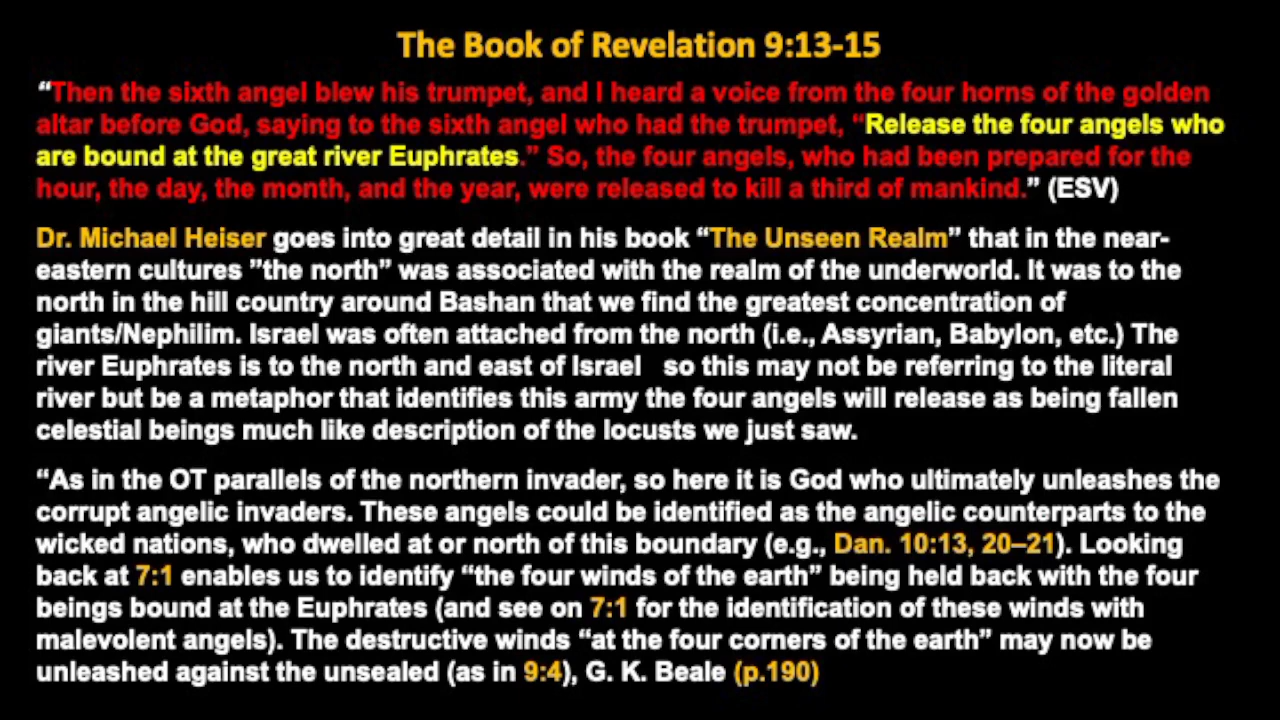 The Book of Revelation 9:13-15
“Then the sixth angel blew his trumpet, and I heard a voice from the four horns of the golden
altar before God, saying to the sixth angel who had the trumpet, “Release the four angels who
are bound at the great river Euphrates.” So, the four angels, who had been prepared for the
hour, the day, the month, and the year, were released to kill a third of mankind.” (ESV)
Dr. Michael Heiser goes into great detail in his book “The Unseen Realm” that in the near-
eastern cultures ”the north” was associated with the realm of the underworld. It was to the
north in the hill country around Bashan that we find the greatest concentration of
giants/Nephilim. Israel was often attached from the north (i.e., Assyrian, Babylon, etc.) The
river Euphrates is to the north and east of Israel so this may not be referring to the literal
river but be a metaphor that identifies this army the four angels will release as being fallen
celestial beings much like description of the locusts we just saw.
“As in the OT parallels of the northern invader, so here it is God who ultimately unleashes the
corrupt angelic invaders. These angels could be identified as the angelic counterparts to the
wicked nations, who dwelled at or north of this boundary (e.g., Dan. 10:13, 20–21). Looking
back at 7:1 enables us to identify “the four winds of the earth” being held back with the four
beings bound at the Euphrates (and see on 7:1 for the identification of these winds with
malevolent angels). The destructive winds “at the four corners of the earth” may now be
unleashed against the unsealed (as in 9:4), G. K. Beale (p.190)